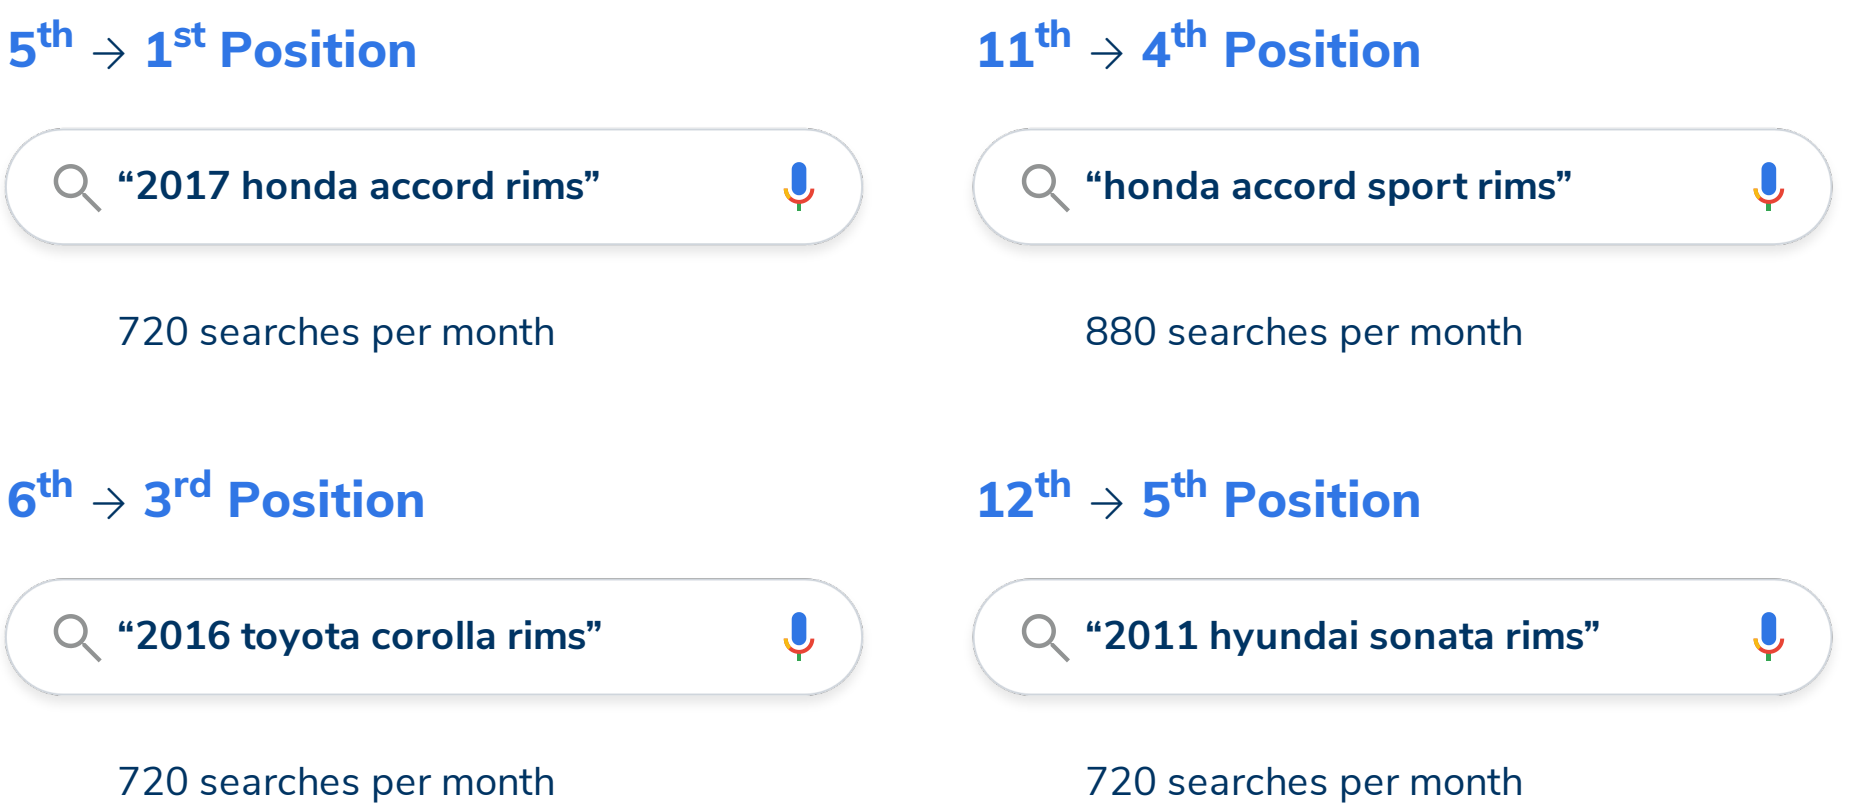 5th → 1st Position
“2017 honda accord rims”
720 searches per month
11th → 4th Position
“honda accord sport rims”
880 searches per month
6th → 3rd Position
“2016 toyota corolla rims”
720 searches per month
12th → 5th Position
“2011 hyundai sonata rims”
720 searches per month